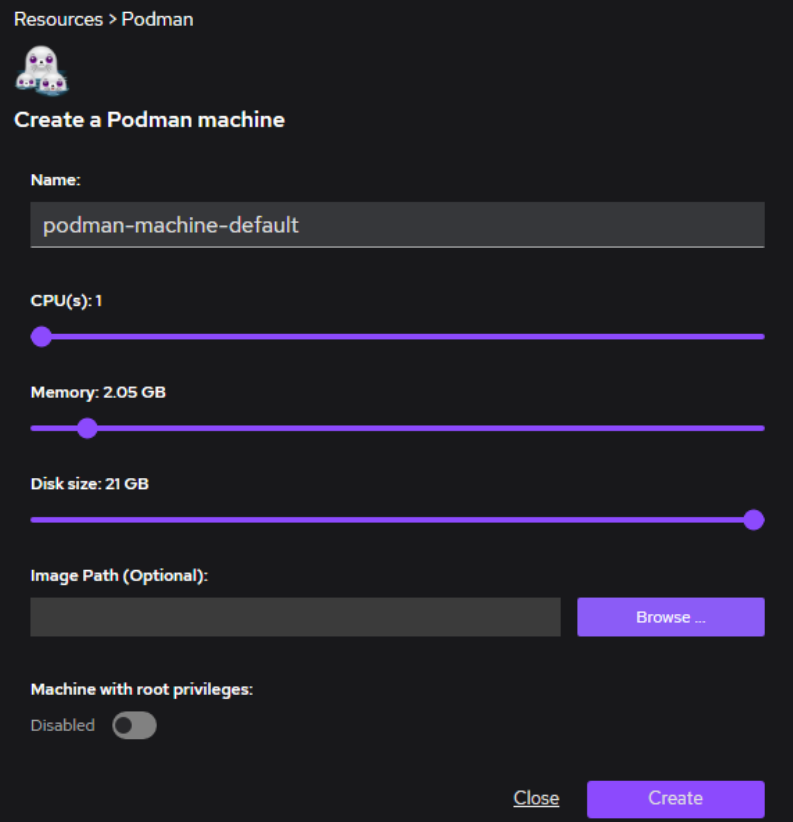 Resources > Podman
Create a Podman machine
Name:
podman-machine-default
CPU(s): 1
Memory: 2.05 GB
Disk size: 21 GB
Image Path (Optional):
Browse ...
Machine with root privileges:
Disabled
Close
Create